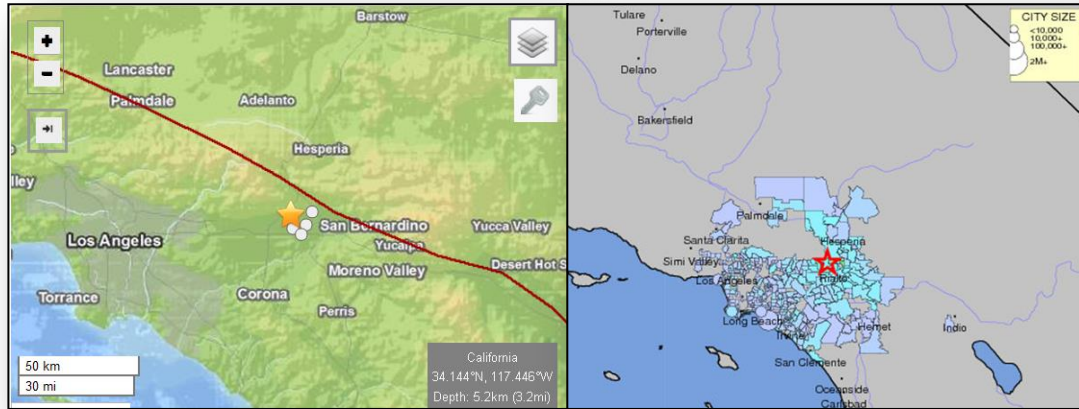 Barstow
+
−
Lancaster
Palmdale
Adelanto
Hesperia
lley
San Bernardino
Yucca Valley
Los Angeles
Yucaipa
Moreno Valley
Desert Hot S
Torrance
Corona
Perris
50 km
30 mi
California
34.144°N, 117.446°W
Depth: 5.2km (3.2mi)
CITY SIZE
<10,000
10,000+
100,000+
2M+
Tulare
Porterville
Delano
Bakersfield
Palmdale
Santa Clarita
Hesperia
Simi Valley
Los Angeles
Rialto
Long Beach
Irvine
Hemet
Indio
San Clemente
Oceanside
Carlsbad